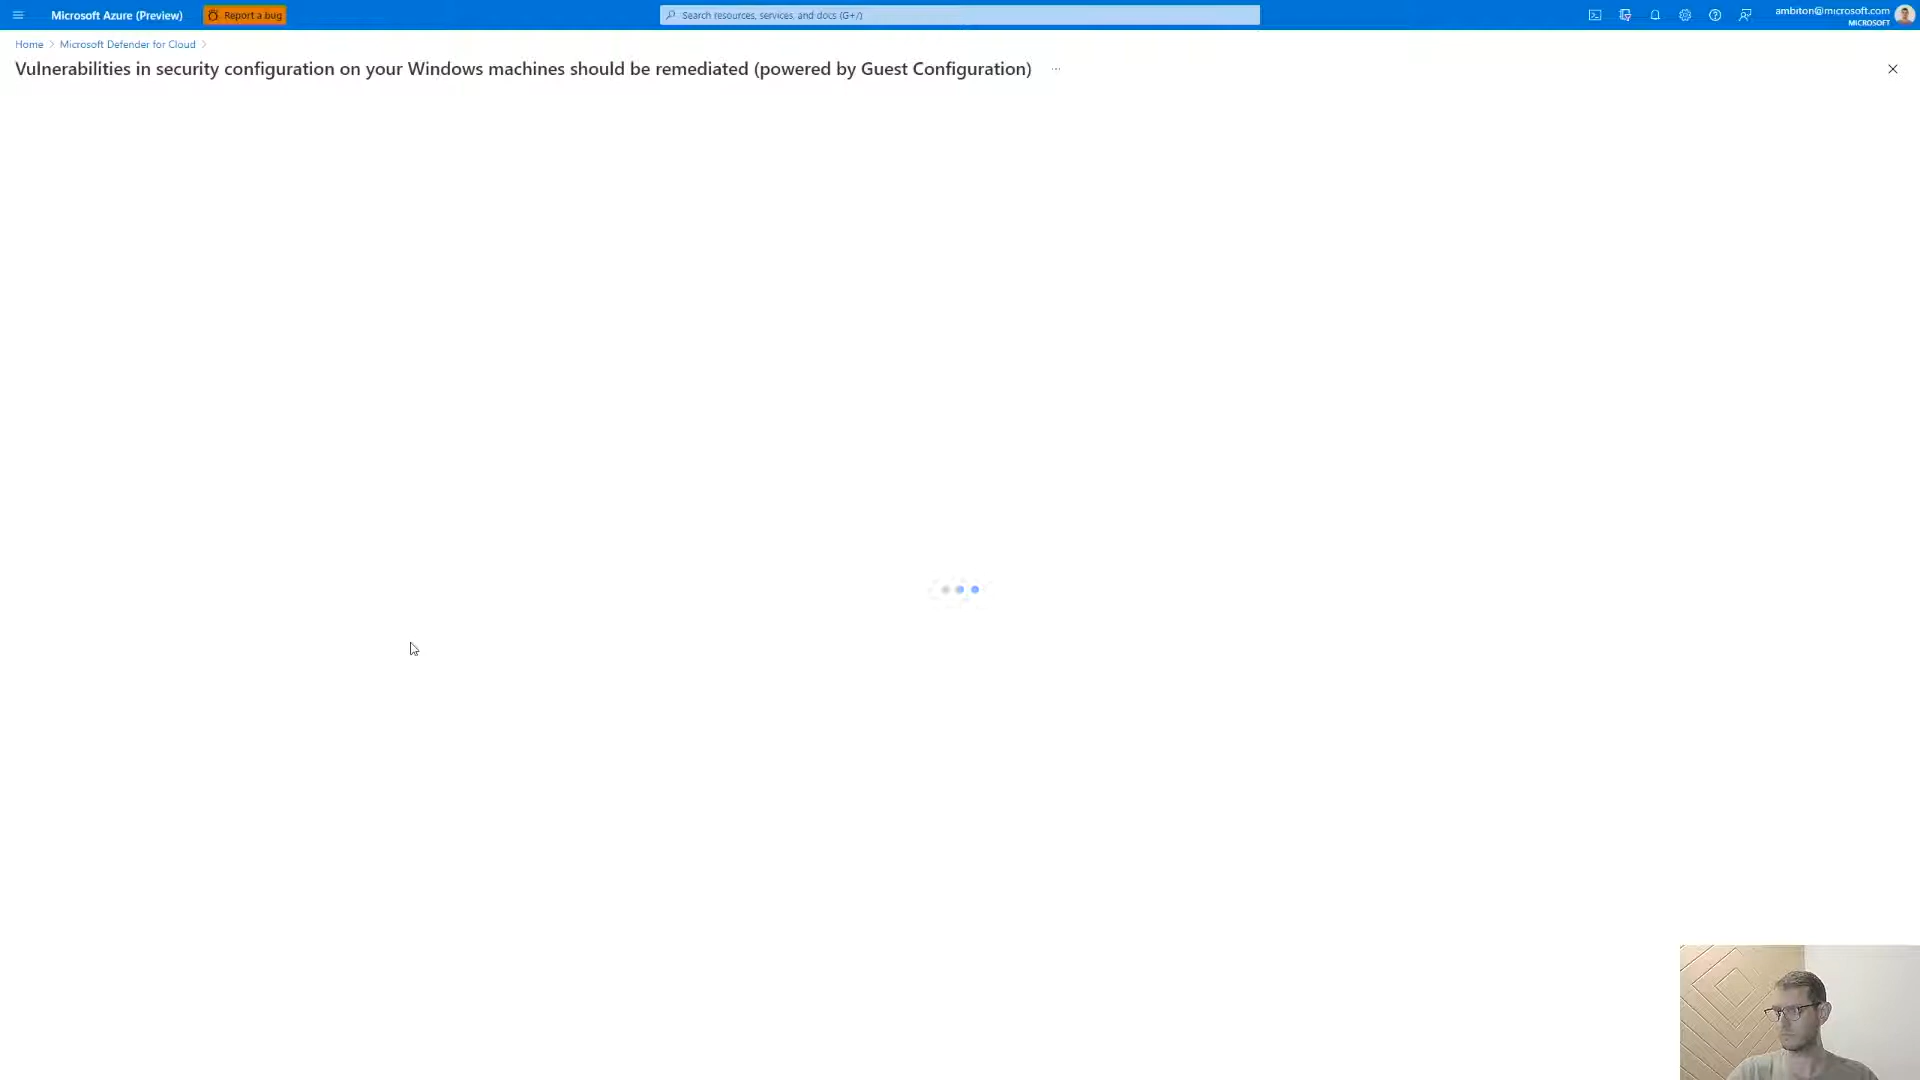 Microsoft Azure (Preview)
Report a bug
Search resources, services, and docs (G+/)
ambiton@microsoft.com
MICROSOFT
Home > Microsoft Defender for Cloud >
Vulnerabilities in security configuration on your Windows machines should be remediated (powered by Guest Configuration) ...